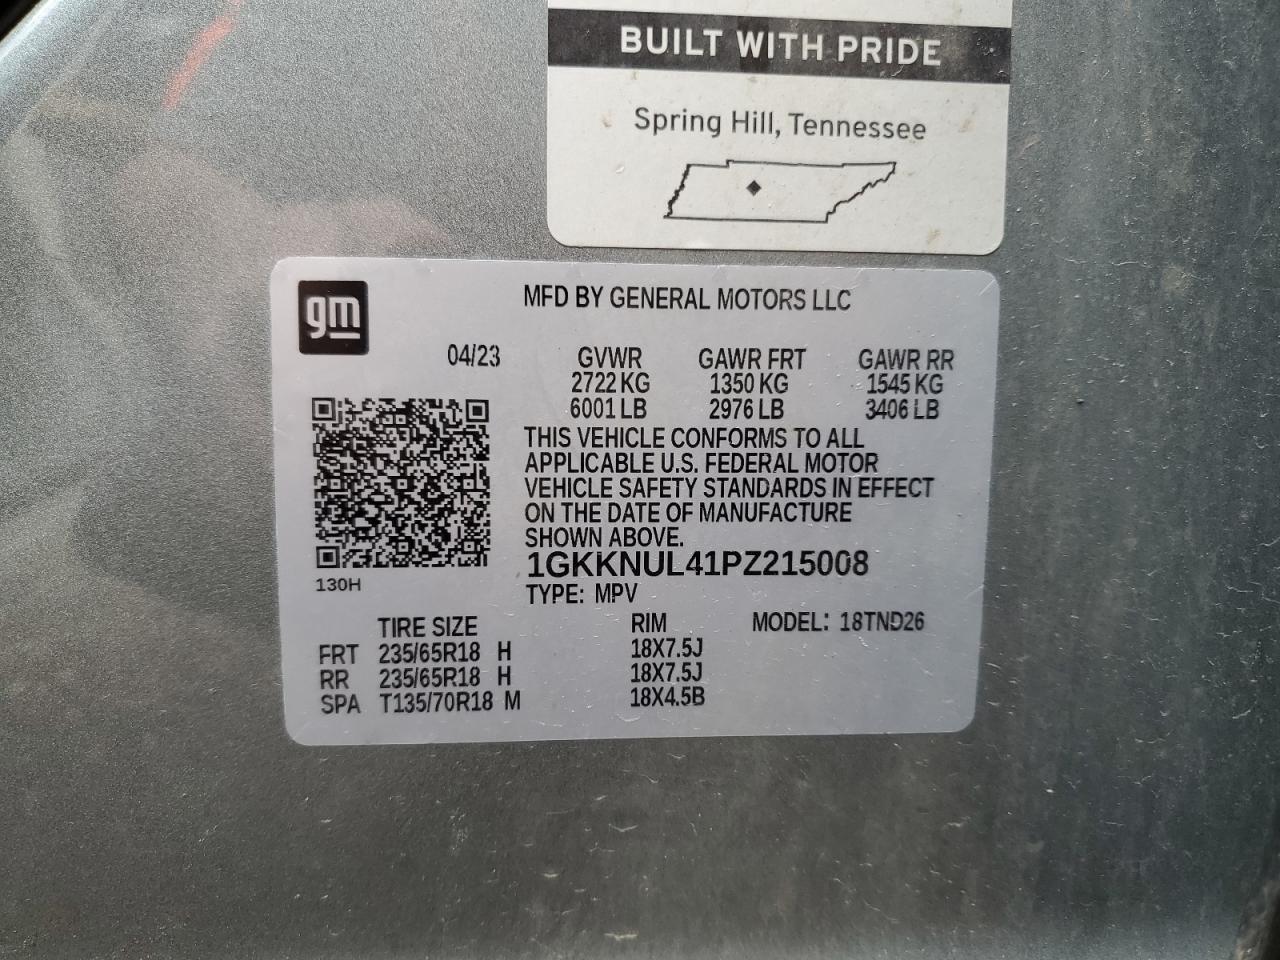 BUILT WITH PRIDE
Spring Hill, Tennessee
gm
MFD BY GENERAL MOTORS LLC
04/23 GVWR GAWR FRT GAWR RR
2722 KG 1350 KG 1545 KG
6001 LB 2976 LB 3406 LB
THIS VEHICLE CONFORMS TO ALL
APPLICABLE U.S. FEDERAL MOTOR
VEHICLE SAFETY STANDARDS IN EFFECT
ON THE DATE OF MANUFACTURE
SHOWN ABOVE.
1GKKNUL41PZ215008
130H
TYPE: MPV
TIRE SIZE RIM MODEL: 18TND26
FRT 235/65R18 H 18X7.5J
RR 235/65R18 H 18X7.5J
SPA T135/70R18 M 18X4.5B